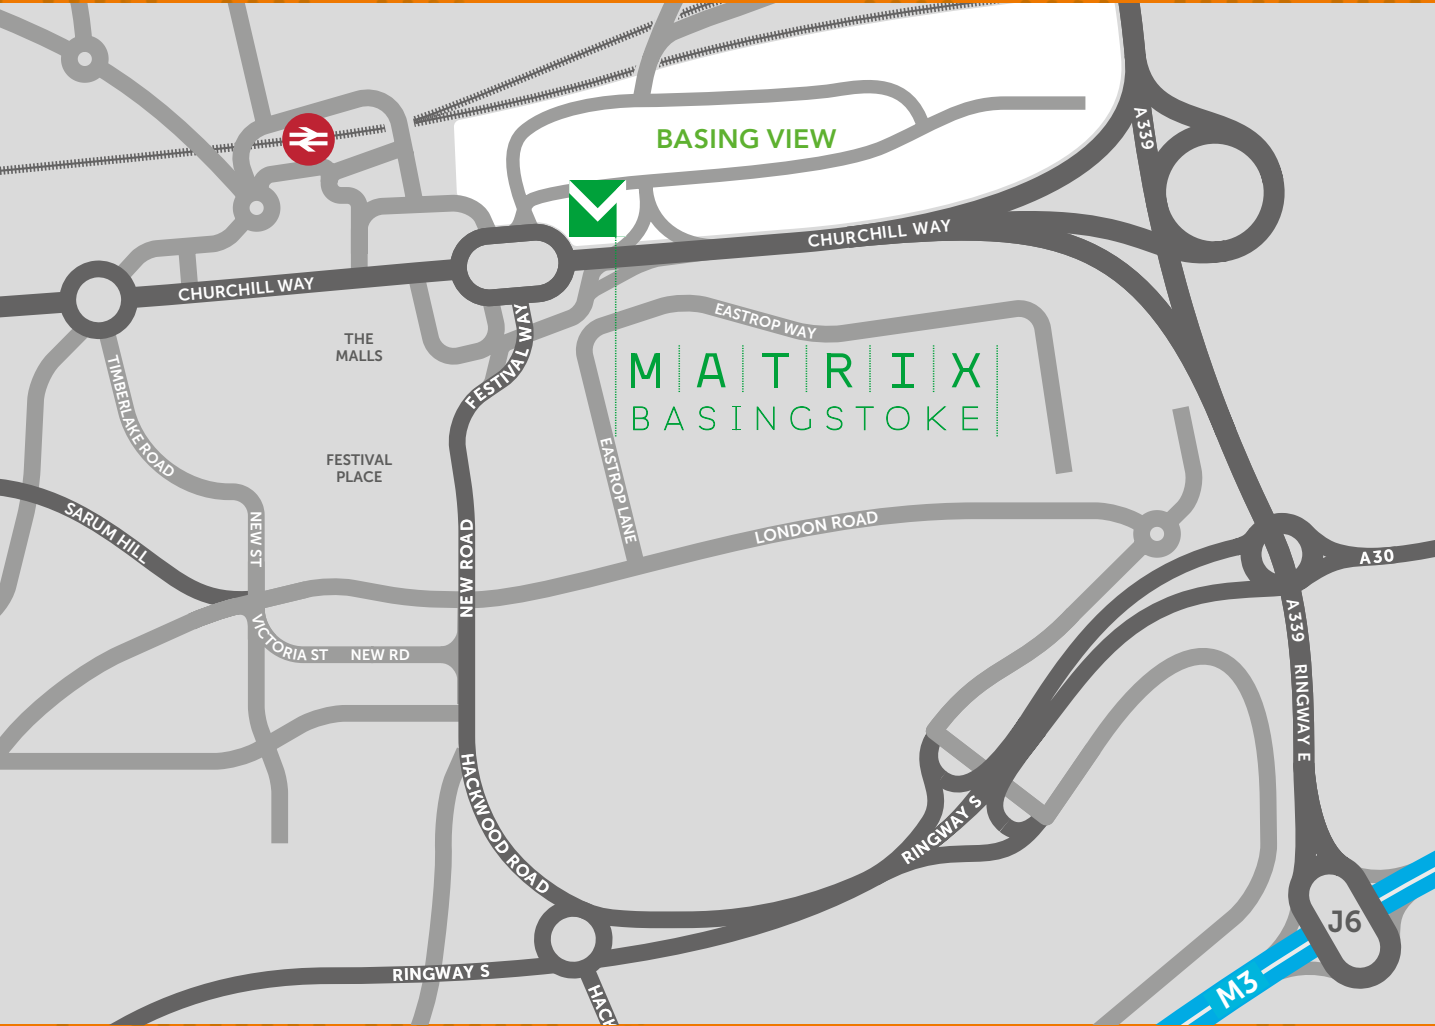 A339
BASING VIEW
CHURCHILL WAY
CHURCHILL WAY
THE
MALLS
FESTIVAL WAY
EASTROP WAY
TIMBERLAKE ROAD
MATRIX
BASINGSTOKE
FESTIVAL
PLACE
EASTROP LANE
SARUM HILL
NEW ST
NEW ROAD
LONDON ROAD
A30
A339
VICTORIA ST
NEW RD
RINGWAY E
HACKWOOD ROAD
RINGWAY S
J6
RINGWAY S
M3
HACK